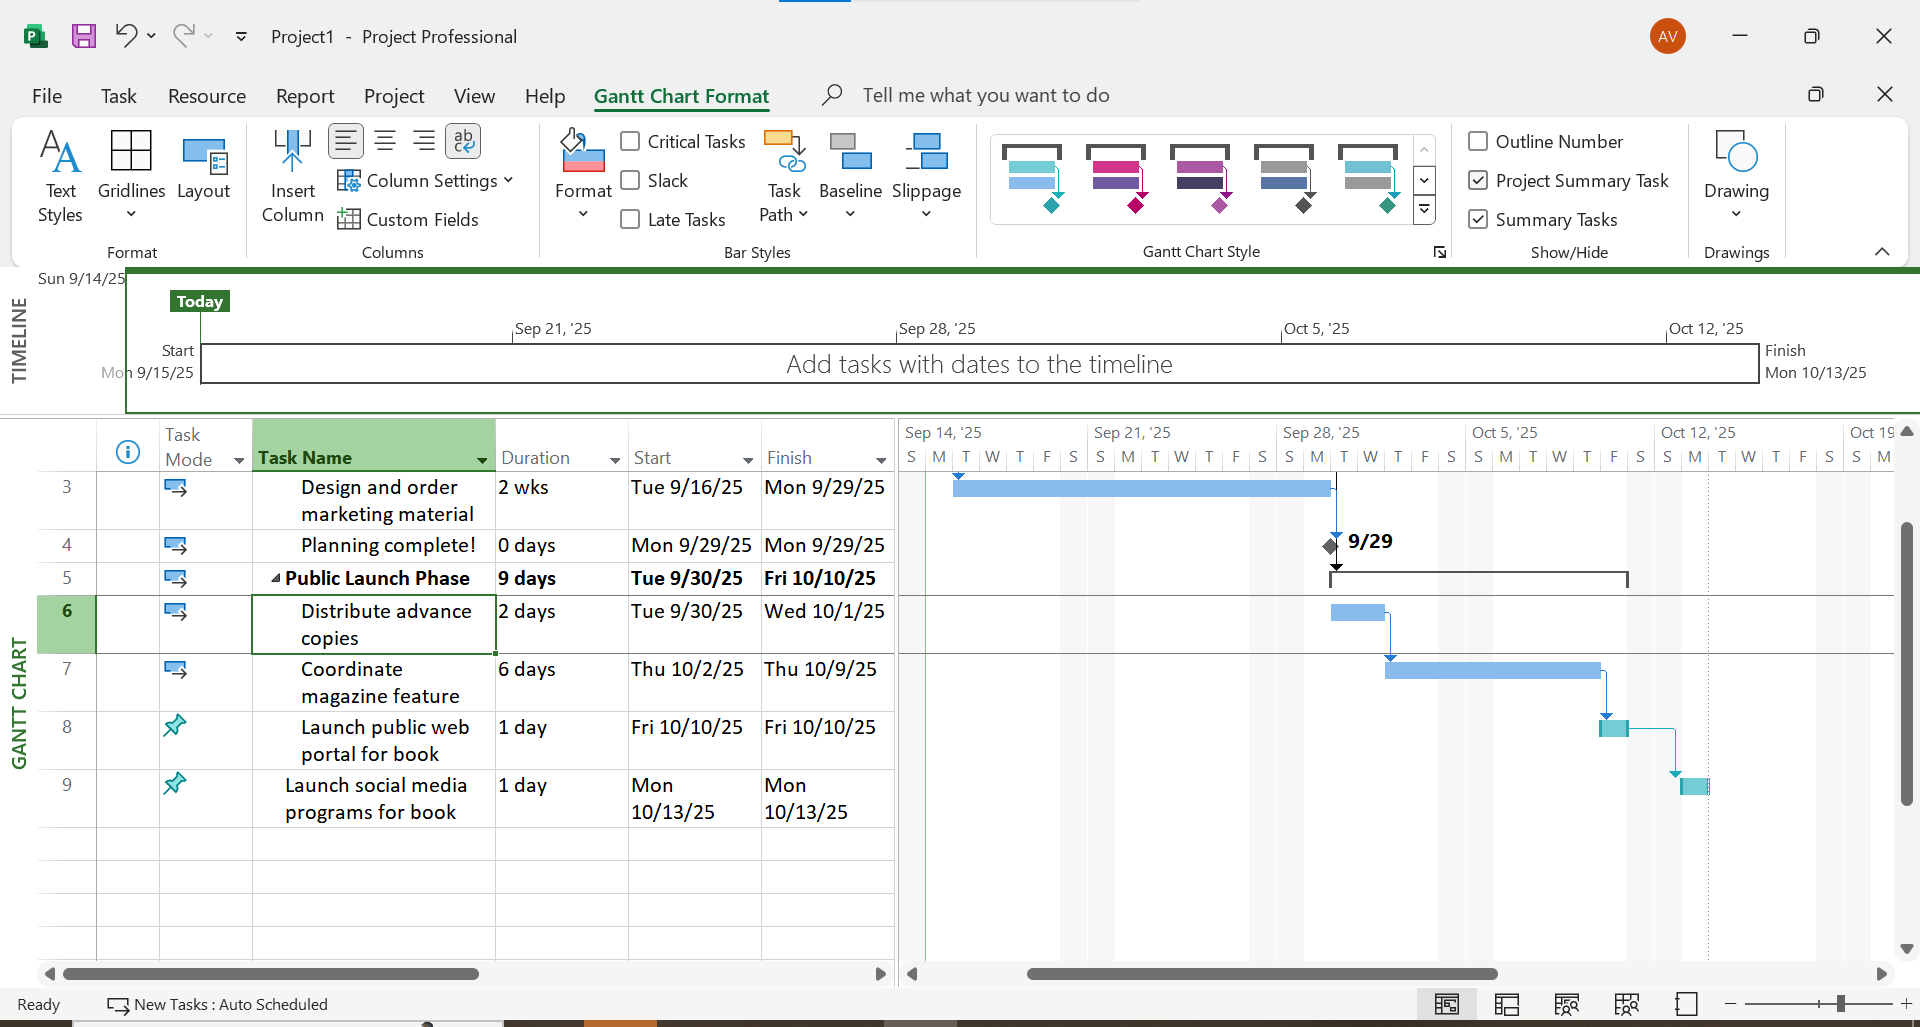 Project1 - Project Professional
AV
File Task Resource Report Project View Help Gantt Chart Format Tell me what you want to do
Text Styles
Gridlines
Layout
Format
Insert Column
Column Settings
Custom Fields
Columns
Format
Critical Tasks
Slack
Late Tasks
Task Path
Baseline
Slippage
Bar Styles
Gantt Chart Style
Outline Number
Project Summary Task
Summary Tasks
Show/Hide
Drawing
Drawings
TIMELINE
Sun 9/14/25
Today
Sep 21, '25 Sep 28, '25 Oct 5, '25 Oct 12, '25
Start
Mon 9/15/25
Add tasks with dates to the timeline
Finish
Mon 10/13/25
GANTT CHART
Task Mode Task Name Duration Start Finish
Sep 14, '25 Sep 21, '25 Sep 28, '25 Oct 5, '25 Oct 12, '25 Oct 19
S M T W T F S S M T W T F S S M T W T F S S M T W T F S S M T W T F S S M
3 Design and order marketing material 2 wks Tue 9/16/25 Mon 9/29/25
4 Planning complete! 0 days Mon 9/29/25 Mon 9/29/25
9/29
5 Public Launch Phase 9 days Tue 9/30/25 Fri 10/10/25
6 Distribute advance copies 2 days Tue 9/30/25 Wed 10/1/25
7 Coordinate magazine feature 6 days Thu 10/2/25 Thu 10/9/25
8 Launch public web portal for book 1 day Fri 10/10/25 Fri 10/10/25
9 Launch social media programs for book 1 day Mon 10/13/25 Mon 10/13/25
Ready New Tasks : Auto Scheduled